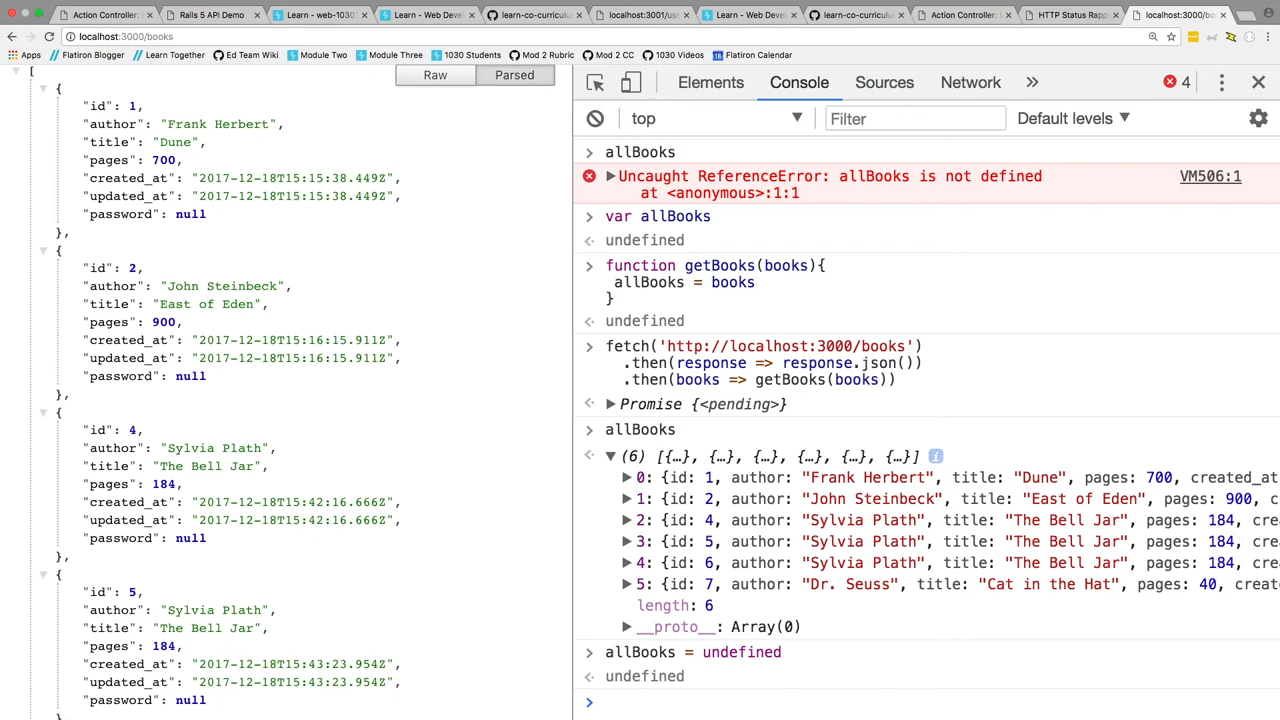 Action Controller:
Rails 5 API Demo
Learn - web-1030
Learn - Web Deve
learn-co-curriculu
localhost:3001/use
Learn - Web Deve
learn-co-curriculu
Action Controller:
HTTP Status Rapp
localhost:3000/bo
localhost:3000/books
Apps Flatiron Blogger Learn Together Ed Team Wiki Module Two Module Three 1030 Students Mod 2 Rubric Mod 2 CC 1030 Videos Flatiron Calendar
Raw Parsed
[
{
"id": 1,
"author": "Frank Herbert",
"title": "Dune",
"pages": 700,
"created_at": "2017-12-18T15:15:38.449Z",
"updated_at": "2017-12-18T15:15:38.449Z",
"password": null
},
{
"id": 2,
"author": "John Steinbeck",
"title": "East of Eden",
"pages": 900,
"created_at": "2017-12-18T15:16:15.911Z",
"updated_at": "2017-12-18T15:16:15.911Z",
"password": null
},
{
"id": 4,
"author": "Sylvia Plath",
"title": "The Bell Jar",
"pages": 184,
"created_at": "2017-12-18T15:42:16.666Z",
"updated_at": "2017-12-18T15:42:16.666Z",
"password": null
},
{
"id": 5,
"author": "Sylvia Plath",
"title": "The Bell Jar",
"pages": 184,
"created_at": "2017-12-18T15:43:23.954Z",
"updated_at": "2017-12-18T15:43:23.954Z",
"password": null
},
Elements Console Sources Network » 4
top Filter Default levels
allBooks
Uncaught ReferenceError: allBooks is not defined VM506:1
at <anonymous>:1:1
var allBooks
undefined
function getBooks(books){
allBooks = books
}
undefined
fetch('http://localhost:3000/books')
.then(response => response.json())
.then(books => getBooks(books))
Promise {<pending>}
allBooks
(6) [{…}, {…}, {…}, {…}, {…}, {…}]
0: {id: 1, author: "Frank Herbert", title: "Dune", pages: 700, created_at
1: {id: 2, author: "John Steinbeck", title: "East of Eden", pages: 900, c
2: {id: 4, author: "Sylvia Plath", title: "The Bell Jar", pages: 184, cre
3: {id: 5, author: "Sylvia Plath", title: "The Bell Jar", pages: 184, cre
4: {id: 6, author: "Sylvia Plath", title: "The Bell Jar", pages: 184, cre
5: {id: 7, author: "Dr. Seuss", title: "Cat in the Hat", pages: 40, create
length: 6
__proto__: Array(0)
allBooks = undefined
undefined